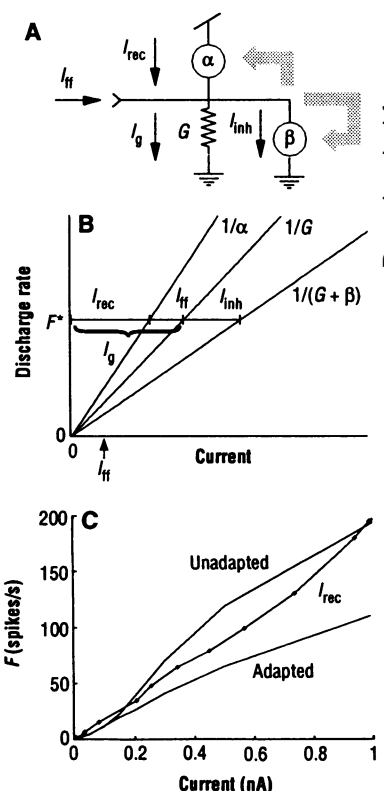 A
I_rec
α
I_ff
I_g
G
I_inh
β
B
1/α
1/G
1/(G + β)
I_rec
I_ff
I_inh
F*
I_g
Discharge rate
0
0
I_ff
Current
C
200
150
100
50
0
F (spikes/s)
Unadapted
I_rec
Adapted
0
0.2
0.4
0.6
0.8
1
Current (nA)